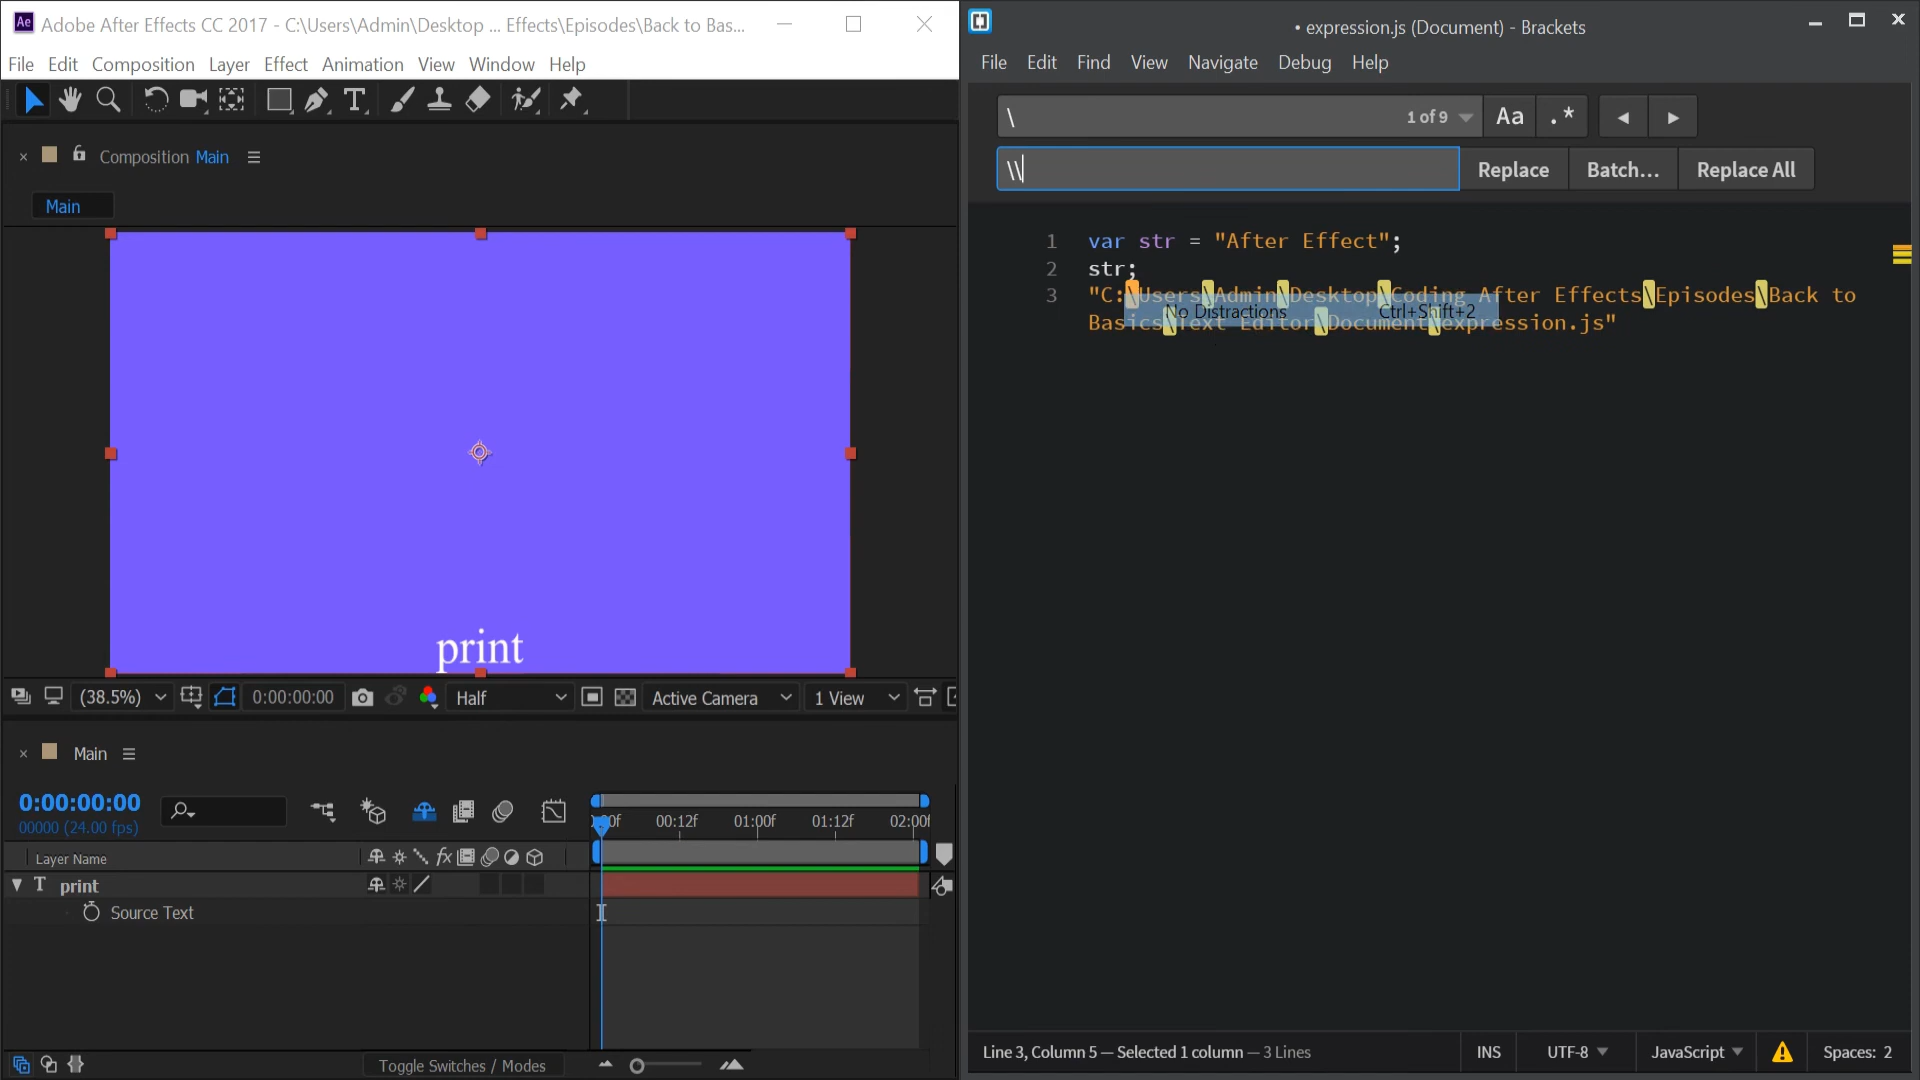 Ae Adobe After Effects CC 2017 - C:\Users\Admin\Desktop ... Effects\Episodes\Back to Bas...
File Edit Composition Layer Effect Animation View Window Help
Composition Main
Main
print
(38.5%) 0:00:00:00 Half Active Camera 1 View
Main
0:00:00:00
00000 (24.00 fps)
00:12f 01:00f 01:12f 02:00f
Layer Name
fx
T print
Source Text
Toggle Switches / Modes
• expression.js (Document) - Brackets
File Edit Find View Navigate Debug Help
\ 1 of 9 Aa .*
\\ Replace Batch... Replace All
1 var str = "After Effect";
2 str;
3 "C:\Users\Admin\Desktop\Coding After Effects\Episodes\Back to
No Distractions Ctrl+Shift+2
Basics\Text Editor\Document\expression.js"
Line 3, Column 5 — Selected 1 column — 3 Lines INS UTF-8 JavaScript Spaces: 2